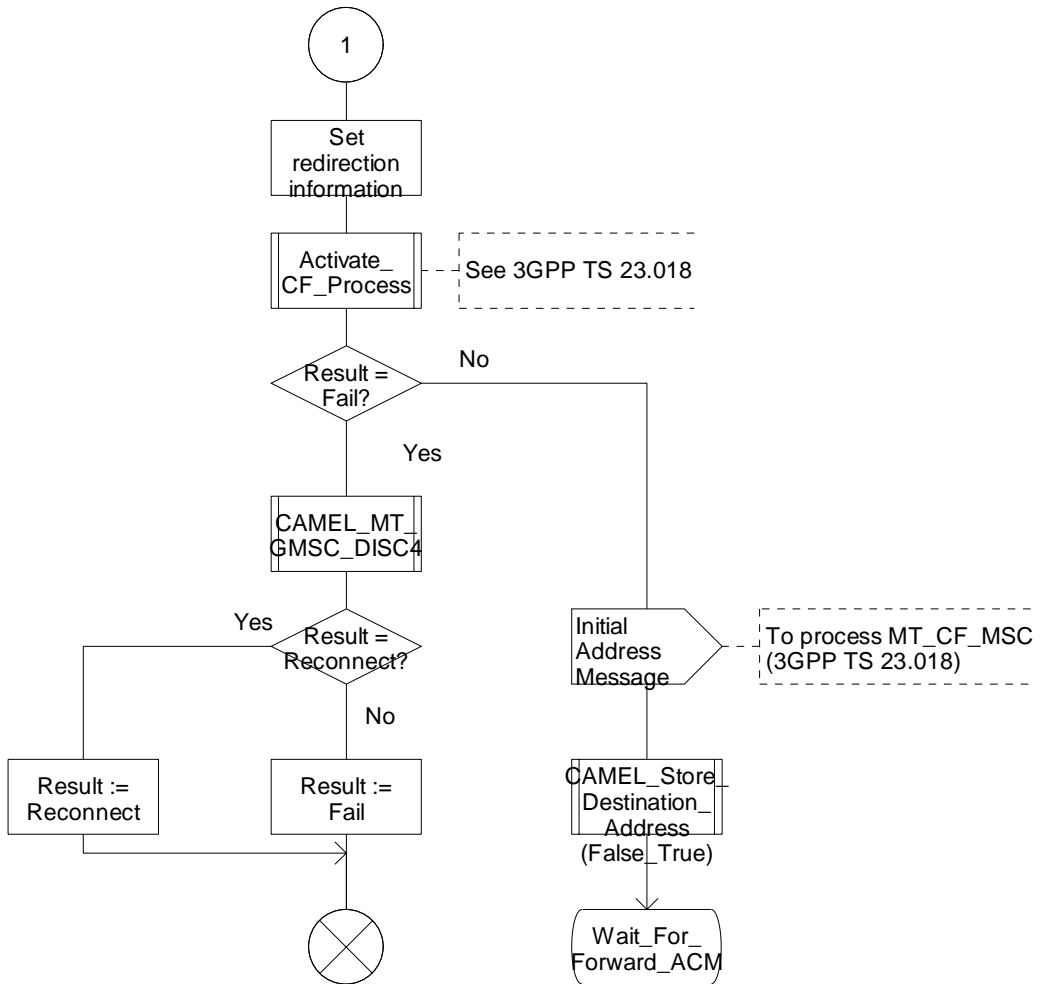 1
Set
redirection
information
Activate_
CF_Process
See 3GPP TS 23.018
Result =
Fail?
No
Yes
CAMEL_MT_
GMSC_DISC4
Yes
Result =
Reconnect?
No
Initial
Address
Message
To process MT_CF_MSC
(3GPP TS 23.018)
Result :=
Reconnect
Result :=
Fail
CAMEL_Store_
Destination_
Address
(False_True)
Wait_For_
Forward_ACM